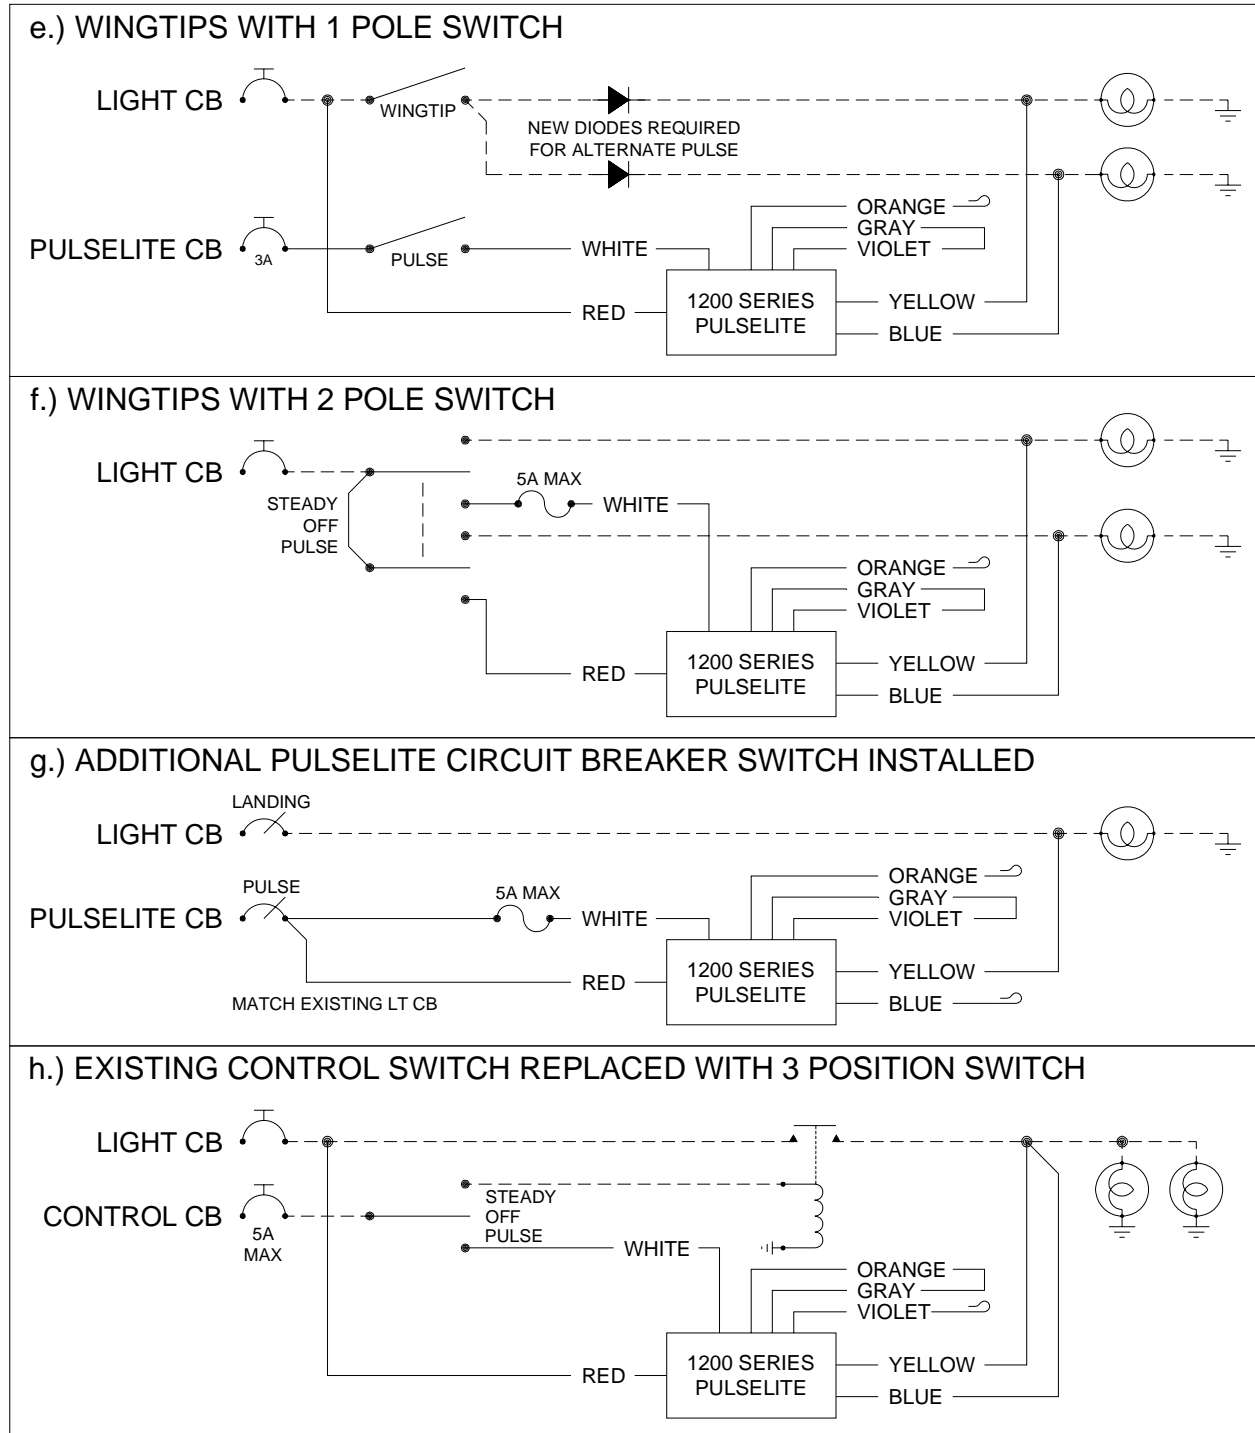 e.) WINGTIPS WITH 1 POLE SWITCH
LIGHT CB
WINGTIP
NEW DIODES REQUIRED
FOR ALTERNATE PULSE
PULSELITE CB
3A
PULSE
WHITE
ORANGE
GRAY
VIOLET
RED
1200 SERIES
PULSELITE
YELLOW
BLUE
f.) WINGTIPS WITH 2 POLE SWITCH
LIGHT CB
STEADY
OFF
PULSE
5A MAX
WHITE
ORANGE
GRAY
VIOLET
RED
1200 SERIES
PULSELITE
YELLOW
BLUE
g.) ADDITIONAL PULSELITE CIRCUIT BREAKER SWITCH INSTALLED
LANDING
LIGHT CB
PULSE
PULSELITE CB
5A MAX
WHITE
ORANGE
GRAY
VIOLET
RED
MATCH EXISTING LT CB
1200 SERIES
PULSELITE
YELLOW
BLUE
h.) EXISTING CONTROL SWITCH REPLACED WITH 3 POSITION SWITCH
LIGHT CB
CONTROL CB
5A
MAX
STEADY
OFF
PULSE
WHITE
ORANGE
GRAY
VIOLET
RED
1200 SERIES
PULSELITE
YELLOW
BLUE